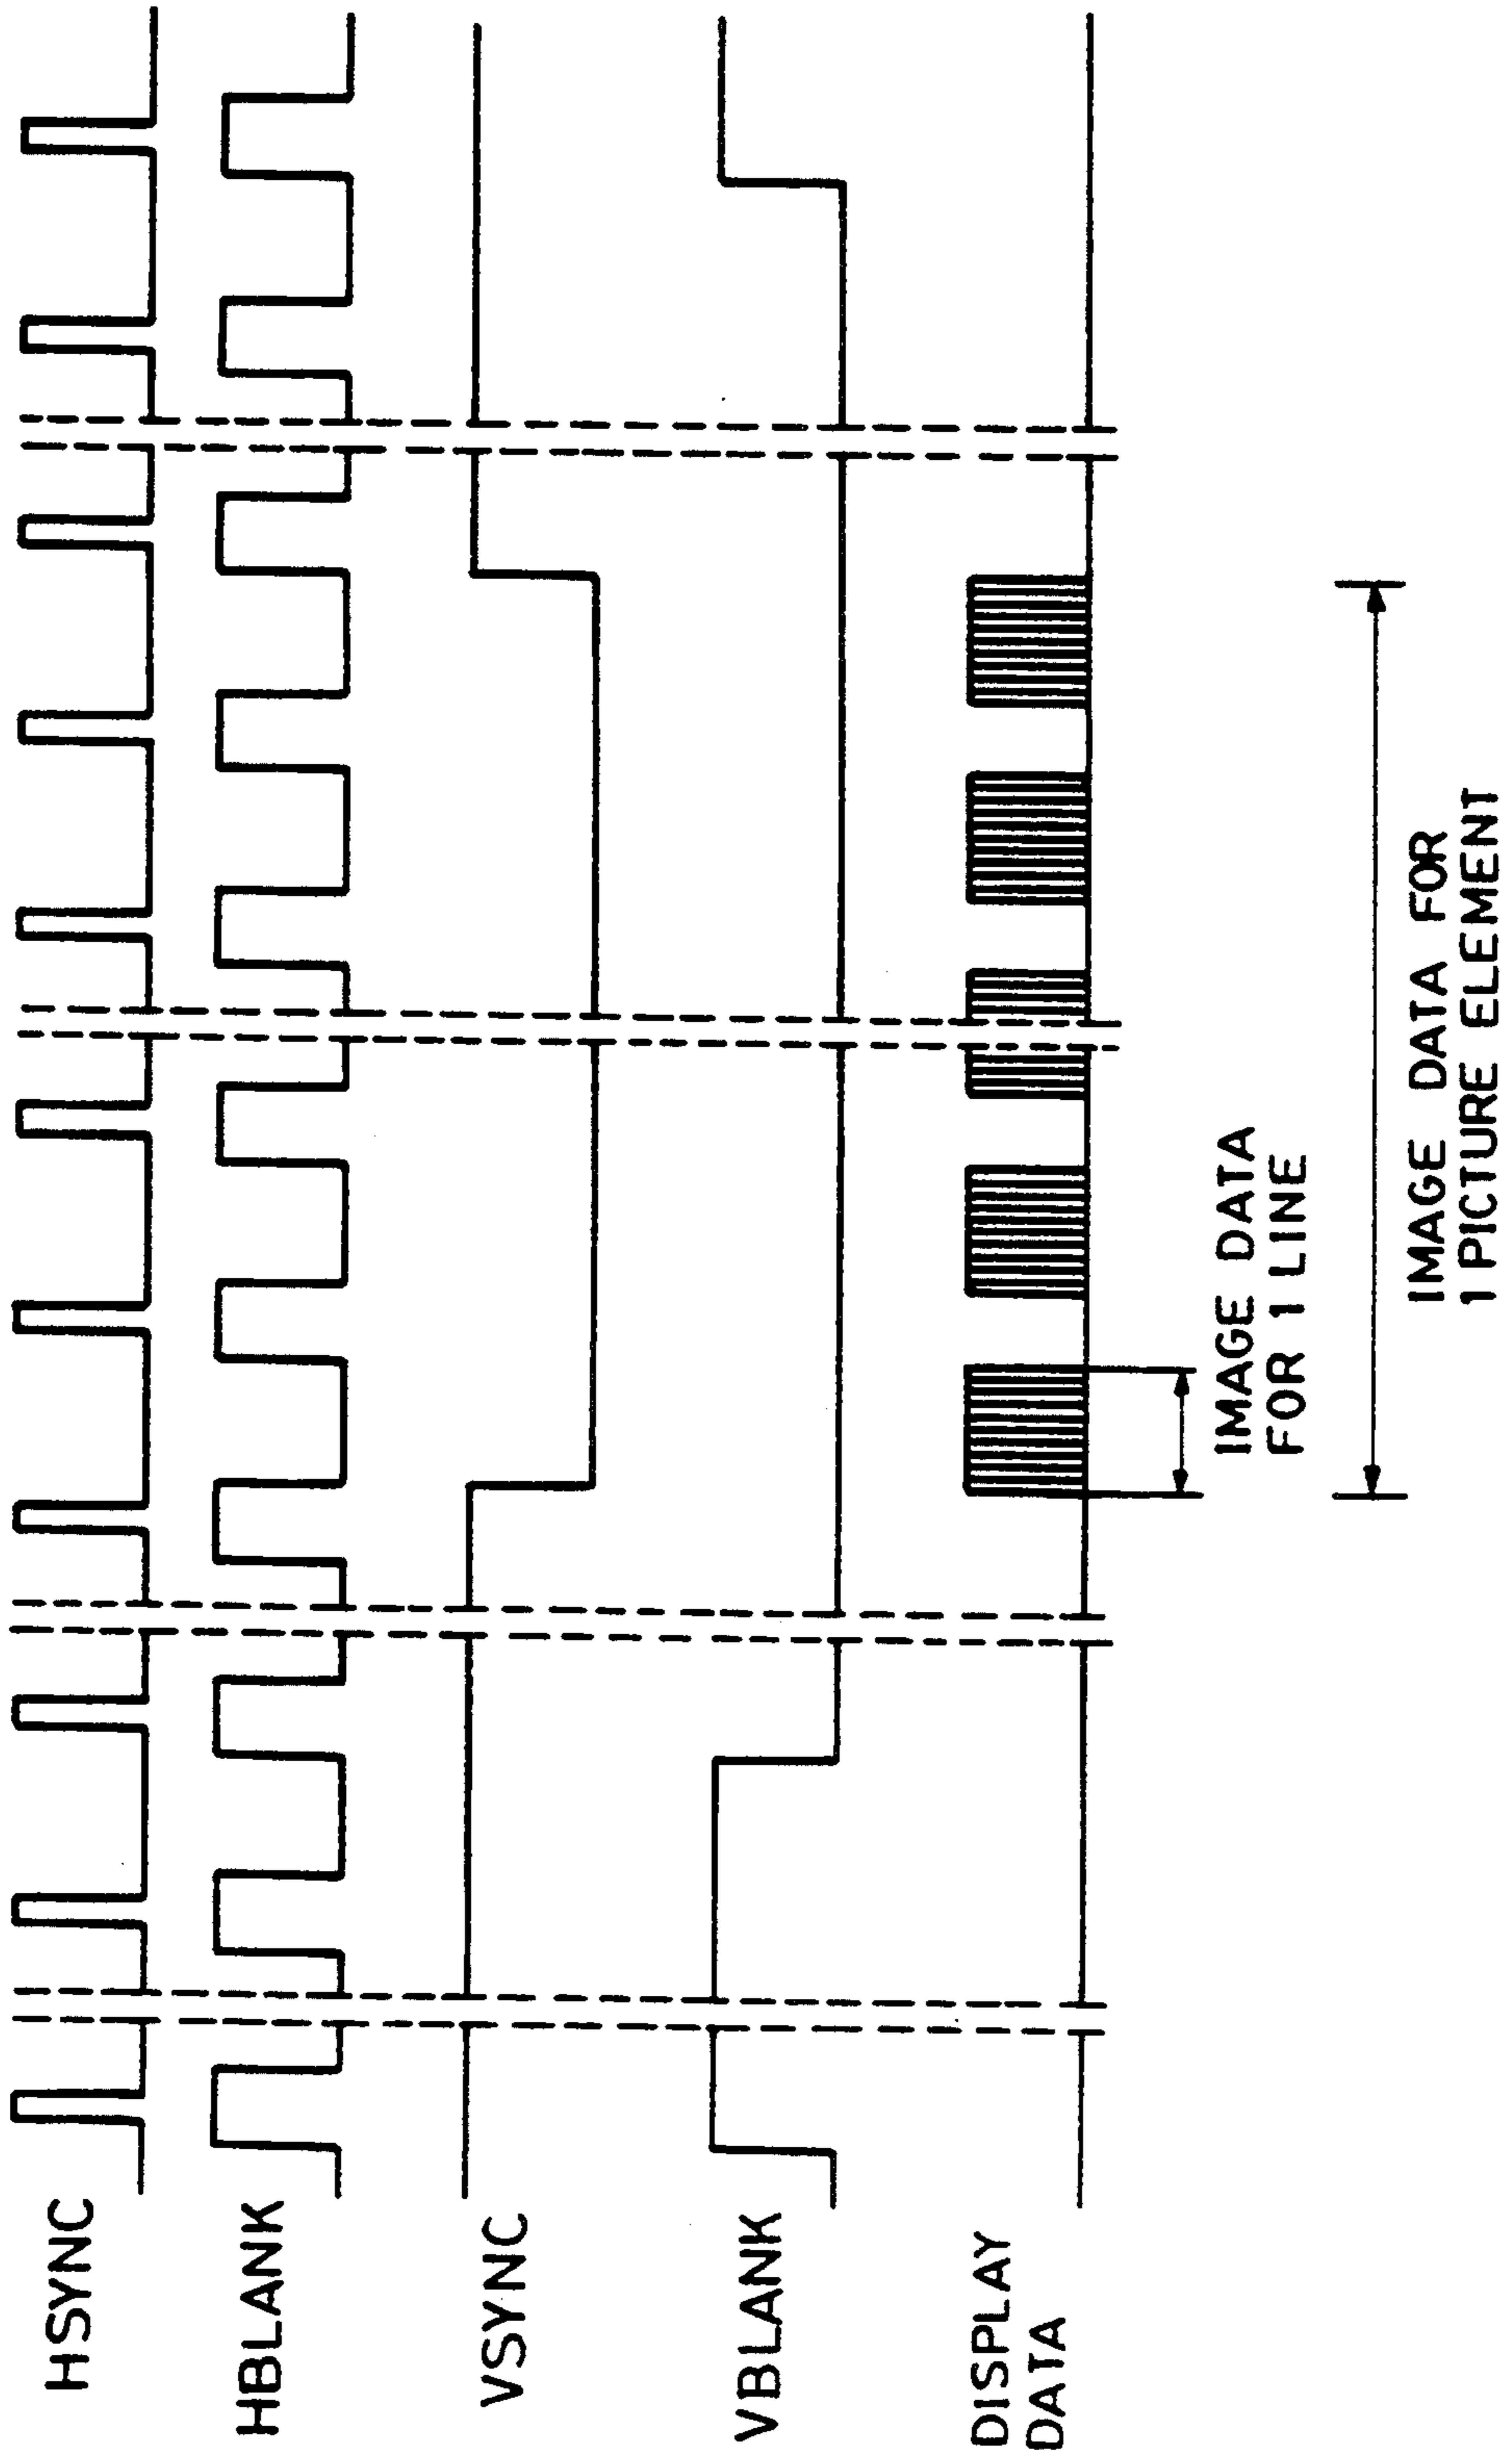 HSYNC
HBLANK
VSYNC
VBLANK
DISPLAY
DATA
IMAGE DATA
FOR 1 LINE
IMAGE DATA FOR
1 PICTURE ELEMENT